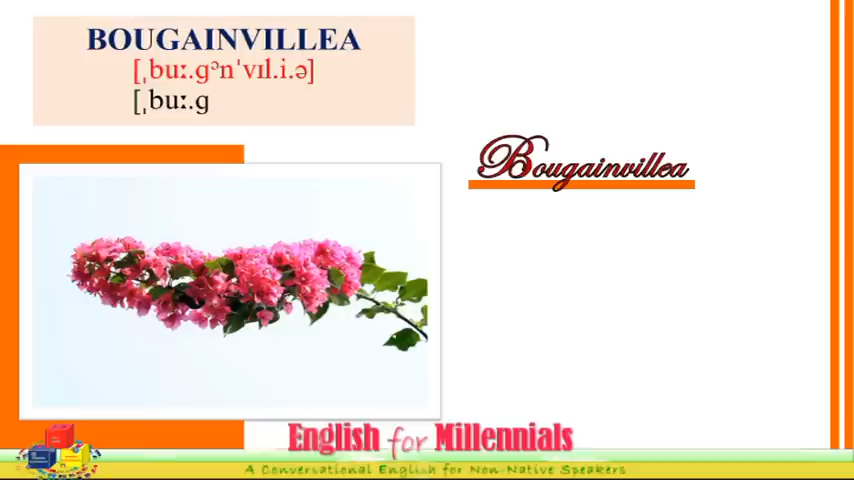 BOUGAINVILLEA
[ˌbuː.ɡᵊnˈvɪl.i.ə]
[ˌbuː.ɡ
Bougainvillea
English for Millennials
A Conversational English for Non-Native Speakers